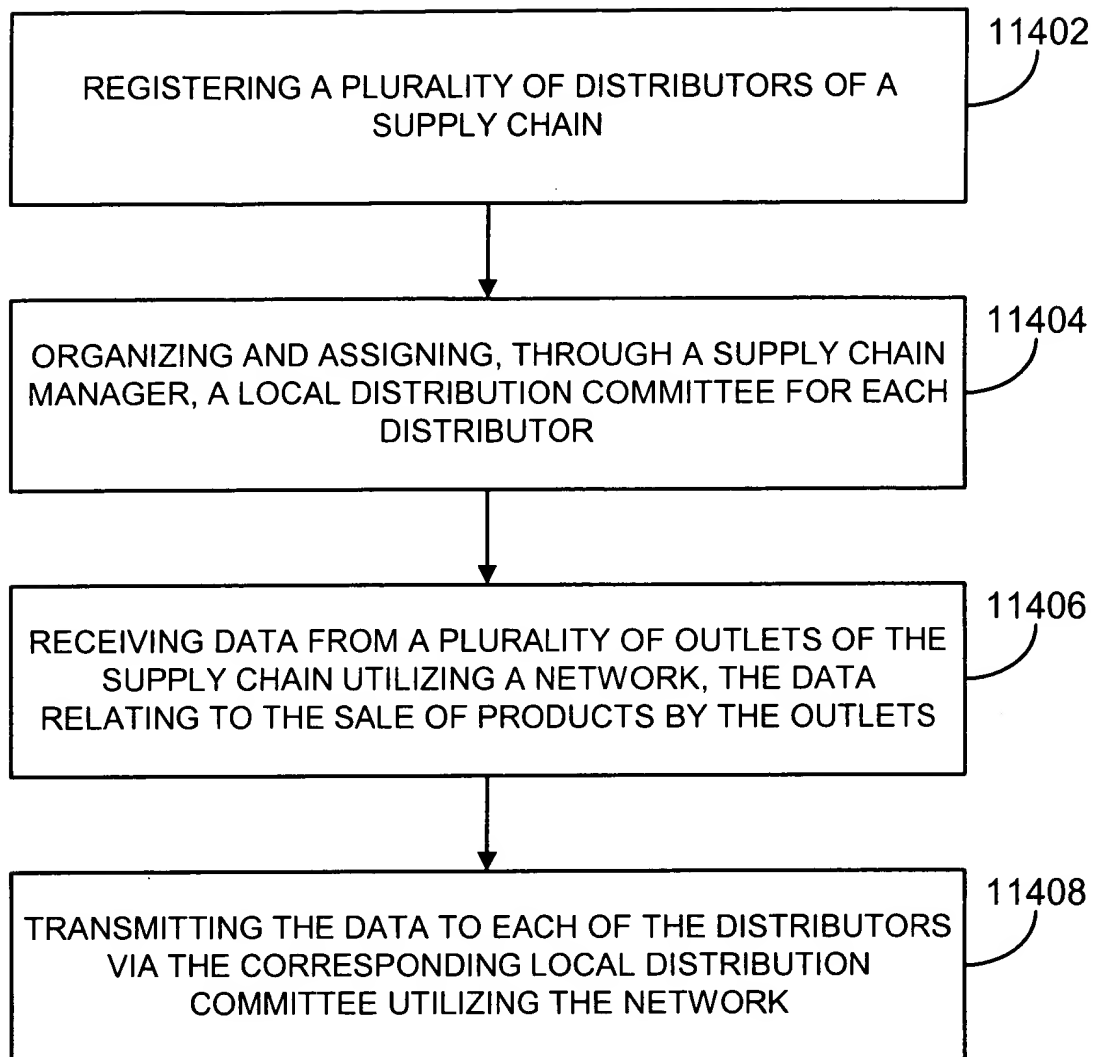 11402
REGISTERING A PLURALITY OF DISTRIBUTORS OF A
SUPPLY CHAIN
11404
ORGANIZING AND ASSIGNING, THROUGH A SUPPLY CHAIN
MANAGER, A LOCAL DISTRIBUTION COMMITTEE FOR EACH
DISTRIBUTOR
11406
RECEIVING DATA FROM A PLURALITY OF OUTLETS OF THE
SUPPLY CHAIN UTILIZING A NETWORK, THE DATA
RELATING TO THE SALE OF PRODUCTS BY THE OUTLETS
11408
TRANSMITTING THE DATA TO EACH OF THE DISTRIBUTORS
VIA THE CORRESPONDING LOCAL DISTRIBUTION
COMMITTEE UTILIZING THE NETWORK